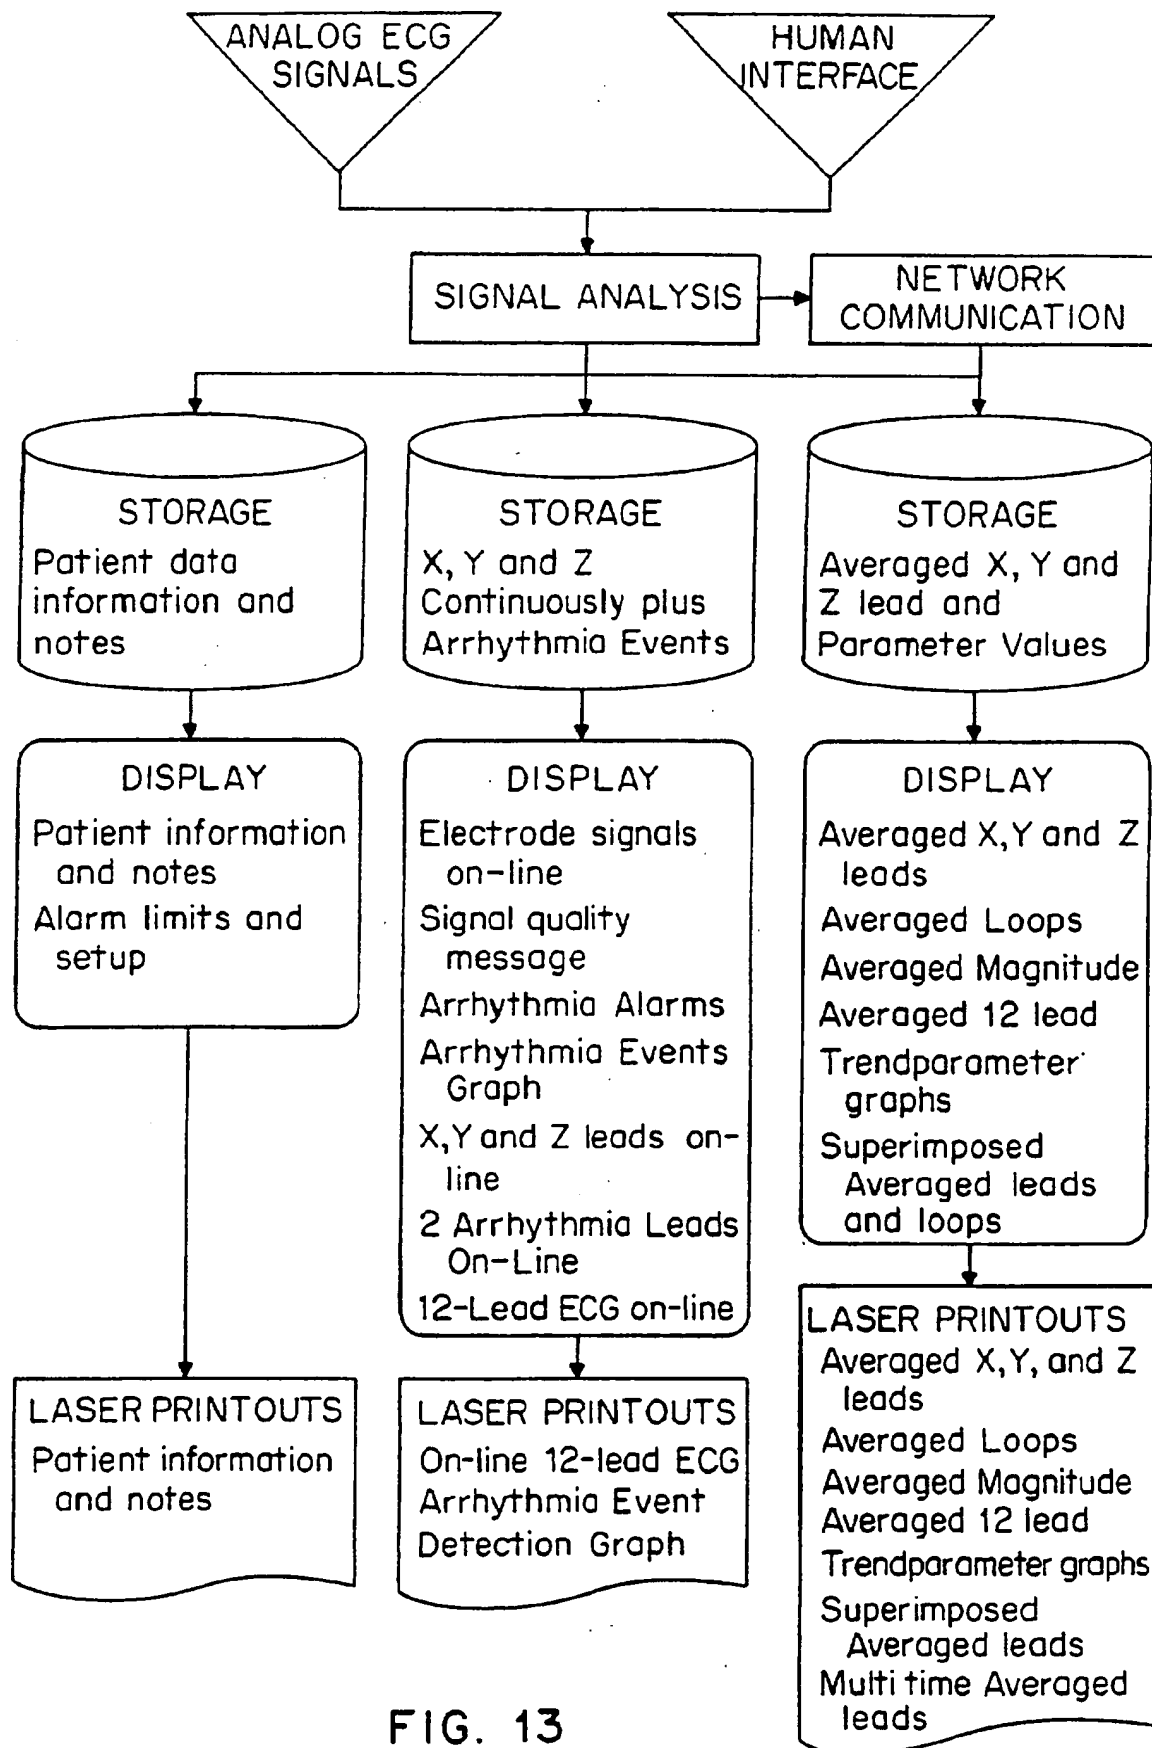 ANALOG ECG
SIGNALS
HUMAN
INTERFACE
SIGNAL ANALYSIS
NETWORK
COMMUNICATION
STORAGE
Patient data
information and
notes
STORAGE
X, Y and Z
Continuously plus
Arrhythmia Events
STORAGE
Averaged X, Y and
Z lead and
Parameter Values
DISPLAY
Patient information
and notes
Alarm limits and
setup
DISPLAY
Electrode signals
on-line
Signal quality
message
Arrhythmia Alarms
Arrhythmia Events
Graph
X, Y and Z leads on-
line
2 Arrhythmia Leads
On-Line
12-Lead ECG on-line
DISPLAY
Averaged X, Y and Z
leads
Averaged Loops
Averaged Magnitude
Averaged 12 lead
Trendparameter
graphs
Superimposed
Averaged leads
and loops
LASER PRINTOUTS
Patient information
and notes
LASER PRINTOUTS
On-line 12-lead ECG
Arrhythmia Event
Detection Graph
LASER PRINTOUTS
Averaged X, Y, and Z
leads
Averaged Loops
Averaged Magnitude
Averaged 12 lead
Trendparameter graphs
Superimposed
Averaged leads
Multi time Averaged
leads
FIG. 13